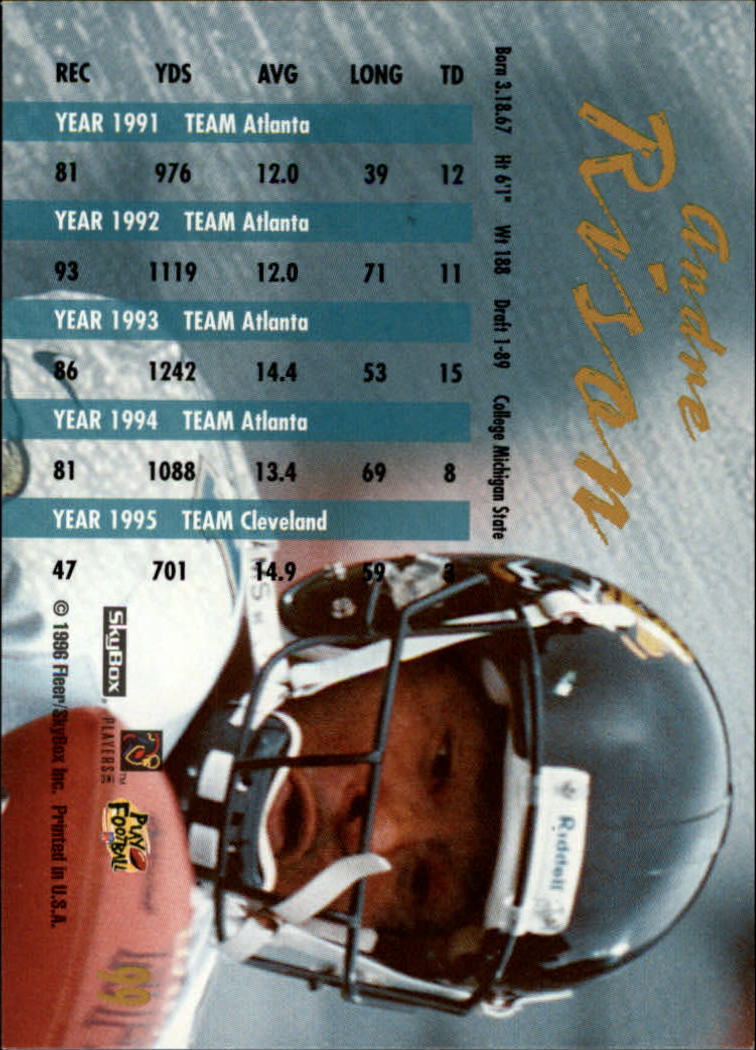 Andre
Rison
Born 3.18.67 Ht 6'1" Wt 188 Draft 1-89 College Michigan State
REC YDS AVG LONG TD
YEAR 1991 TEAM Atlanta
81 976 12.0 39 12
YEAR 1992 TEAM Atlanta
93 1119 12.0 71 11
YEAR 1993 TEAM Atlanta
86 1242 14.4 53 15
YEAR 1994 TEAM Atlanta
81 1088 13.4 69 8
YEAR 1995 TEAM Cleveland
47 701 14.9 59 3
Riddell
SkyBox
PLAYERS INC
PLAY FOOTBALL
© 1996 Fleer/SkyBox Inc. Printed in U.S.A.
99